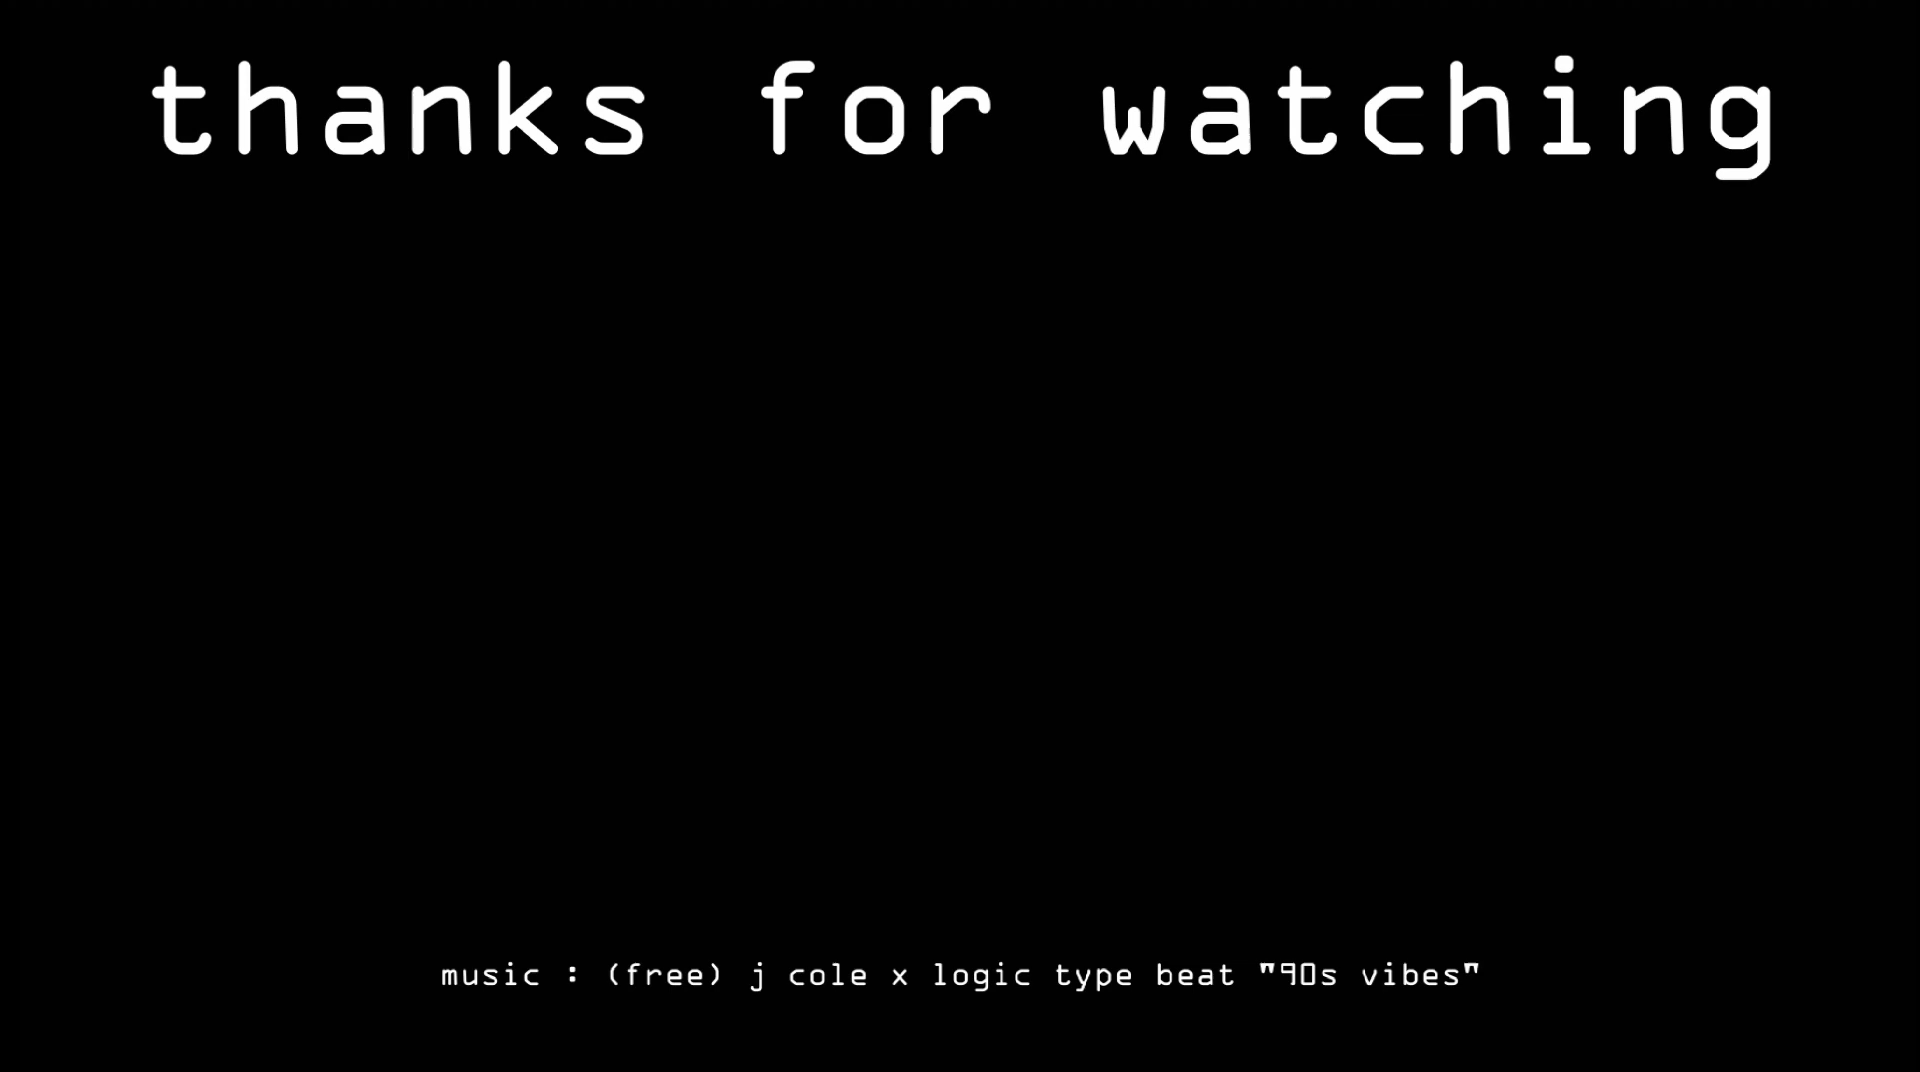 thanks for watching
music : (free) j cole x logic type beat "90s vibes"